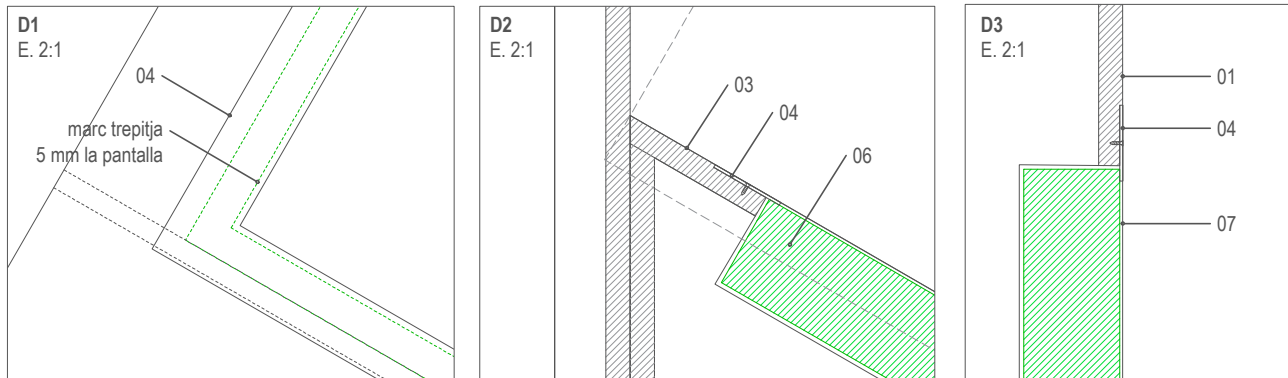 D1
E. 2:1
04
marc trepitja
5 mm la pantalla
D2
E. 2:1
03
04
06
D3
E. 2:1
01
04
07